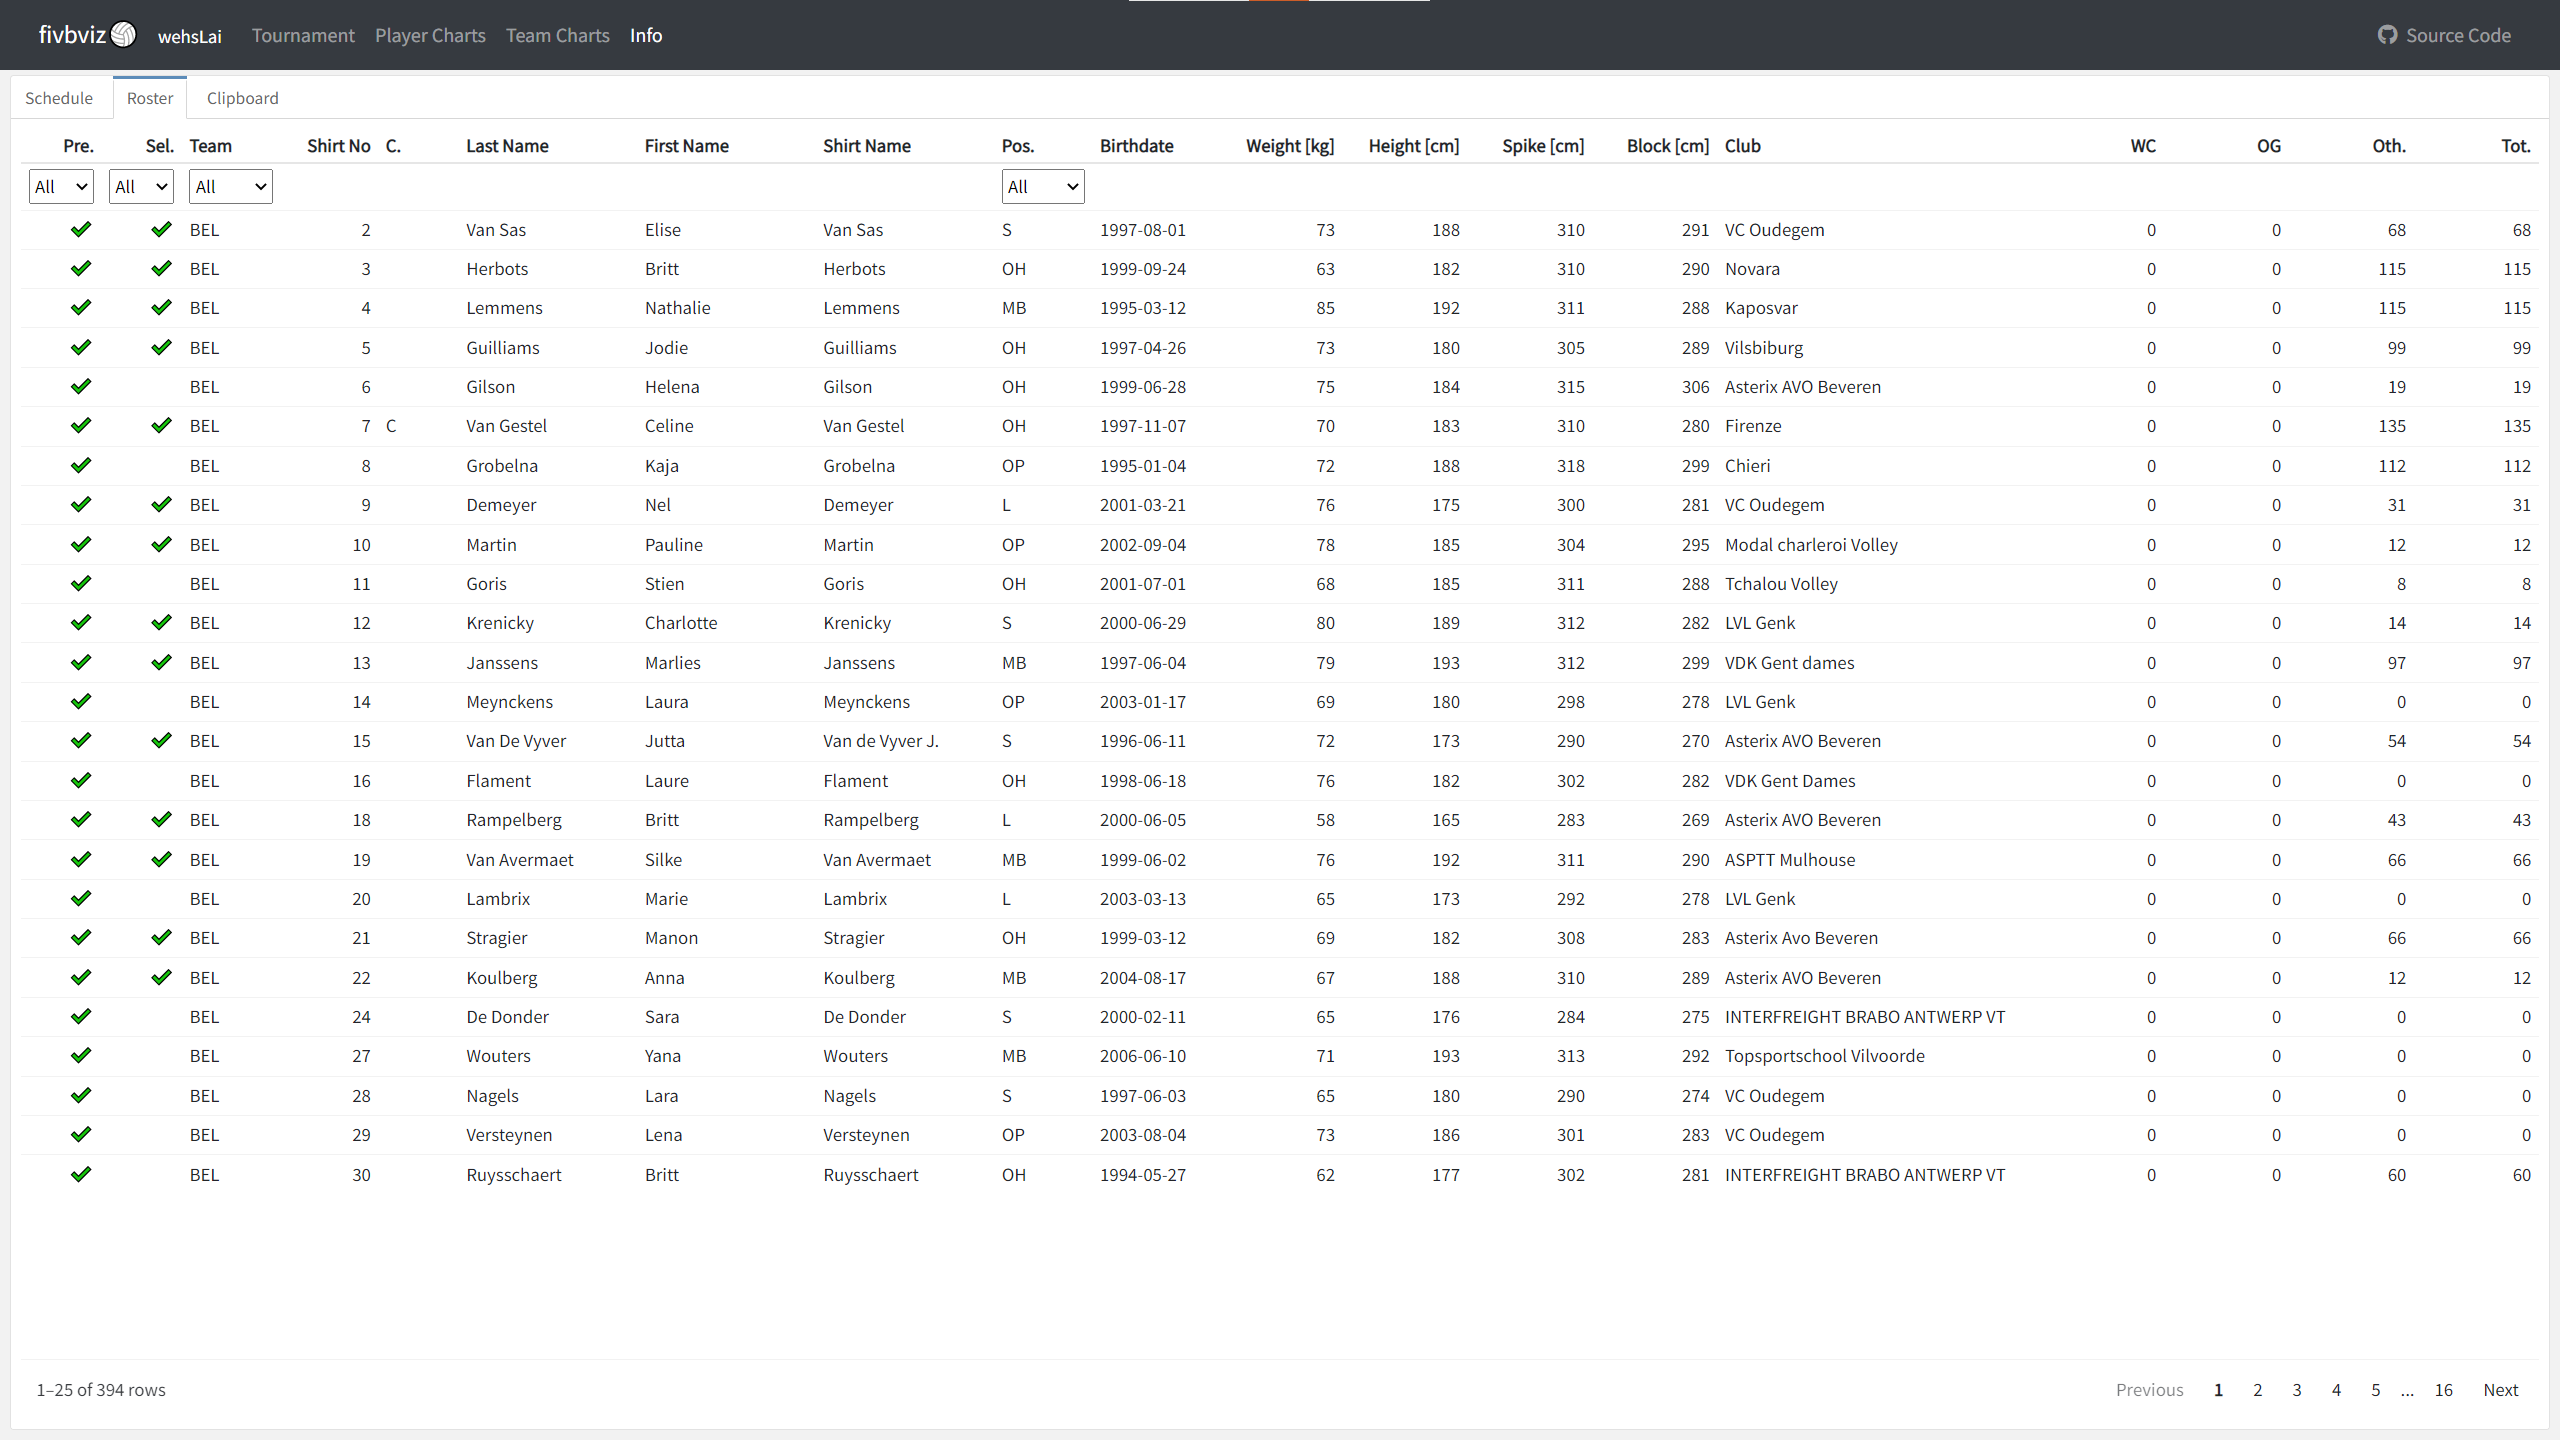 fivbviz wehsLai Tournament Player Charts Team Charts Info Source Code
Schedule Roster Clipboard
Pre. Sel. Team Shirt No C. Last Name First Name Shirt Name Pos. Birthdate Weight [kg] Height [cm] Spike [cm] Block [cm] Club WC OG Oth. Tot.
All All All All
BEL 2 Van Sas Elise Van Sas S 1997-08-01 73 188 310 291 VC Oudegem 0 0 68 68
BEL 3 Herbots Britt Herbots OH 1999-09-24 63 182 310 290 Novara 0 0 115 115
BEL 4 Lemmens Nathalie Lemmens MB 1995-03-12 85 192 311 288 Kaposvar 0 0 115 115
BEL 5 Guilliams Jodie Guilliams OH 1997-04-26 73 180 305 289 Vilsbiburg 0 0 99 99
BEL 6 Gilson Helena Gilson OH 1999-06-28 75 184 315 306 Asterix AVO Beveren 0 0 19 19
BEL 7 C Van Gestel Celine Van Gestel OH 1997-11-07 70 183 310 280 Firenze 0 0 135 135
BEL 8 Grobelna Kaja Grobelna OP 1995-01-04 72 188 318 299 Chieri 0 0 112 112
BEL 9 Demeyer Nel Demeyer L 2001-03-21 76 175 300 281 VC Oudegem 0 0 31 31
BEL 10 Martin Pauline Martin OP 2002-09-04 78 185 304 295 Modal charleroi Volley 0 0 12 12
BEL 11 Goris Stien Goris OH 2001-07-01 68 185 311 288 Tchalou Volley 0 0 8 8
BEL 12 Krenicky Charlotte Krenicky S 2000-06-29 80 189 312 282 LVL Genk 0 0 14 14
BEL 13 Janssens Marlies Janssens MB 1997-06-04 79 193 312 299 VDK Gent dames 0 0 97 97
BEL 14 Meynckens Laura Meynckens OP 2003-01-17 69 180 298 278 LVL Genk 0 0 0 0
BEL 15 Van De Vyver Jutta Van de Vyver J. S 1996-06-11 72 173 290 270 Asterix AVO Beveren 0 0 54 54
BEL 16 Flament Laure Flament OH 1998-06-18 76 182 302 282 VDK Gent Dames 0 0 0 0
BEL 18 Rampelberg Britt Rampelberg L 2000-06-05 58 165 283 269 Asterix AVO Beveren 0 0 43 43
BEL 19 Van Avermaet Silke Van Avermaet MB 1999-06-02 76 192 311 290 ASPTT Mulhouse 0 0 66 66
BEL 20 Lambrix Marie Lambrix L 2003-03-13 65 173 292 278 LVL Genk 0 0 0 0
BEL 21 Stragier Manon Stragier OH 1999-03-12 69 182 308 283 Asterix Avo Beveren 0 0 66 66
BEL 22 Koulberg Anna Koulberg MB 2004-08-17 67 188 310 289 Asterix AVO Beveren 0 0 12 12
BEL 24 De Donder Sara De Donder S 2000-02-11 65 176 284 275 INTERFREIGHT BRABO ANTWERP VT 0 0 0 0
BEL 27 Wouters Yana Wouters MB 2006-06-10 71 193 313 292 Topsportschool Vilvoorde 0 0 0 0
BEL 28 Nagels Lara Nagels S 1997-06-03 65 180 290 274 VC Oudegem 0 0 0 0
BEL 29 Versteynen Lena Versteynen OP 2003-08-04 73 186 301 283 VC Oudegem 0 0 0 0
BEL 30 Ruysschaert Britt Ruysschaert OH 1994-05-27 62 177 302 281 INTERFREIGHT BRABO ANTWERP VT 0 0 60 60
1–25 of 394 rows Previous 1 2 3 4 5 ... 16 Next